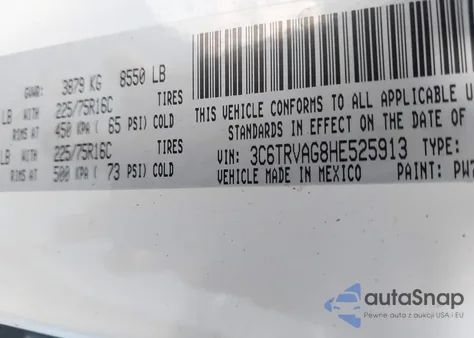 GVWR: 3879 KG 8550 LB
LB WITH 225/75R16C TIRES
RIMS AT 450 KPA ( 65 PSI) COLD
LB WITH 225/75R16C TIRES
RIMS AT 500 KPA ( 73 PSI) COLD
THIS VEHICLE CONFORMS TO ALL APPLICABLE
STANDARDS IN EFFECT ON THE DATE OF
VIN: 3C6TRVAG8HE525913 TYPE:
VEHICLE MADE IN MEXICO PAINT: PW7
autoSnap
Pewne auta z aukcji USA i EU